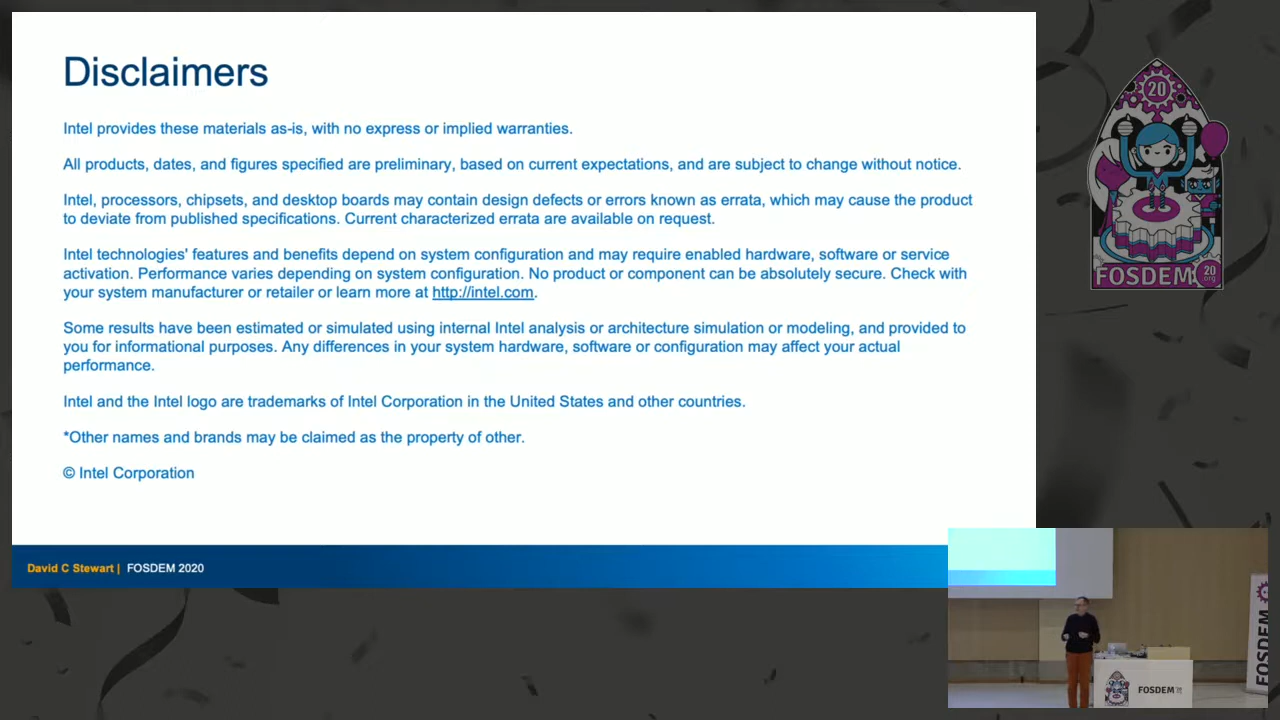 Disclaimers
Intel provides these materials as-is, with no express or implied warranties.
All products, dates, and figures specified are preliminary, based on current expectations, and are subject to change without notice.
Intel, processors, chipsets, and desktop boards may contain design defects or errors known as errata, which may cause the product
to deviate from published specifications. Current characterized errata are available on request.
Intel technologies' features and benefits depend on system configuration and may require enabled hardware, software or service
activation. Performance varies depending on system configuration. No product or component can be absolutely secure. Check with
your system manufacturer or retailer or learn more at http://intel.com.
Some results have been estimated or simulated using internal Intel analysis or architecture simulation or modeling, and provided to
you for informational purposes. Any differences in your system hardware, software or configuration may affect your actual
performance.
Intel and the Intel logo are trademarks of Intel Corporation in the United States and other countries.
*Other names and brands may be claimed as the property of other.
© Intel Corporation
David C Stewart | FOSDEM 2020
20
FOSDEM
20
.org
FOSDEM
FOSDEM